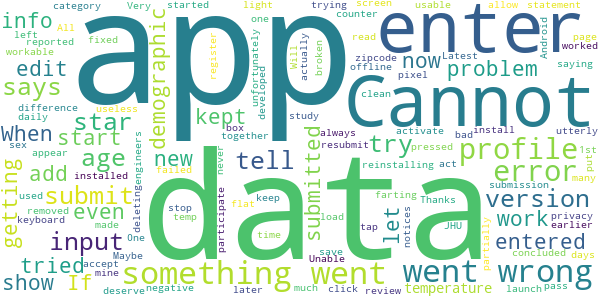 category Very started light trying screen usable allow statement
info All one counter read page
left reported fixed app enter Android worked
workable register unfortunately developed actually Will broken zipcode Latest saying
edit demographic offline now problem
says useless pixel
difference kept study clean Cannot utterly
daily star box together
When start always activate bad install
sex new tell resubmit pressed try profile
appear age failed act 1st
getting add installed engineers deleting never submitted reinstalling error put many
used submit data flat keep submission
removed even temp stop participate load let notices Thanks version
keyboard made time tap JHU partially work privacy
input One Maybe save Unable entered earlier
tried accept something went went wrong concluded days
show If mine
deserve negative later much click review temperature launch pass